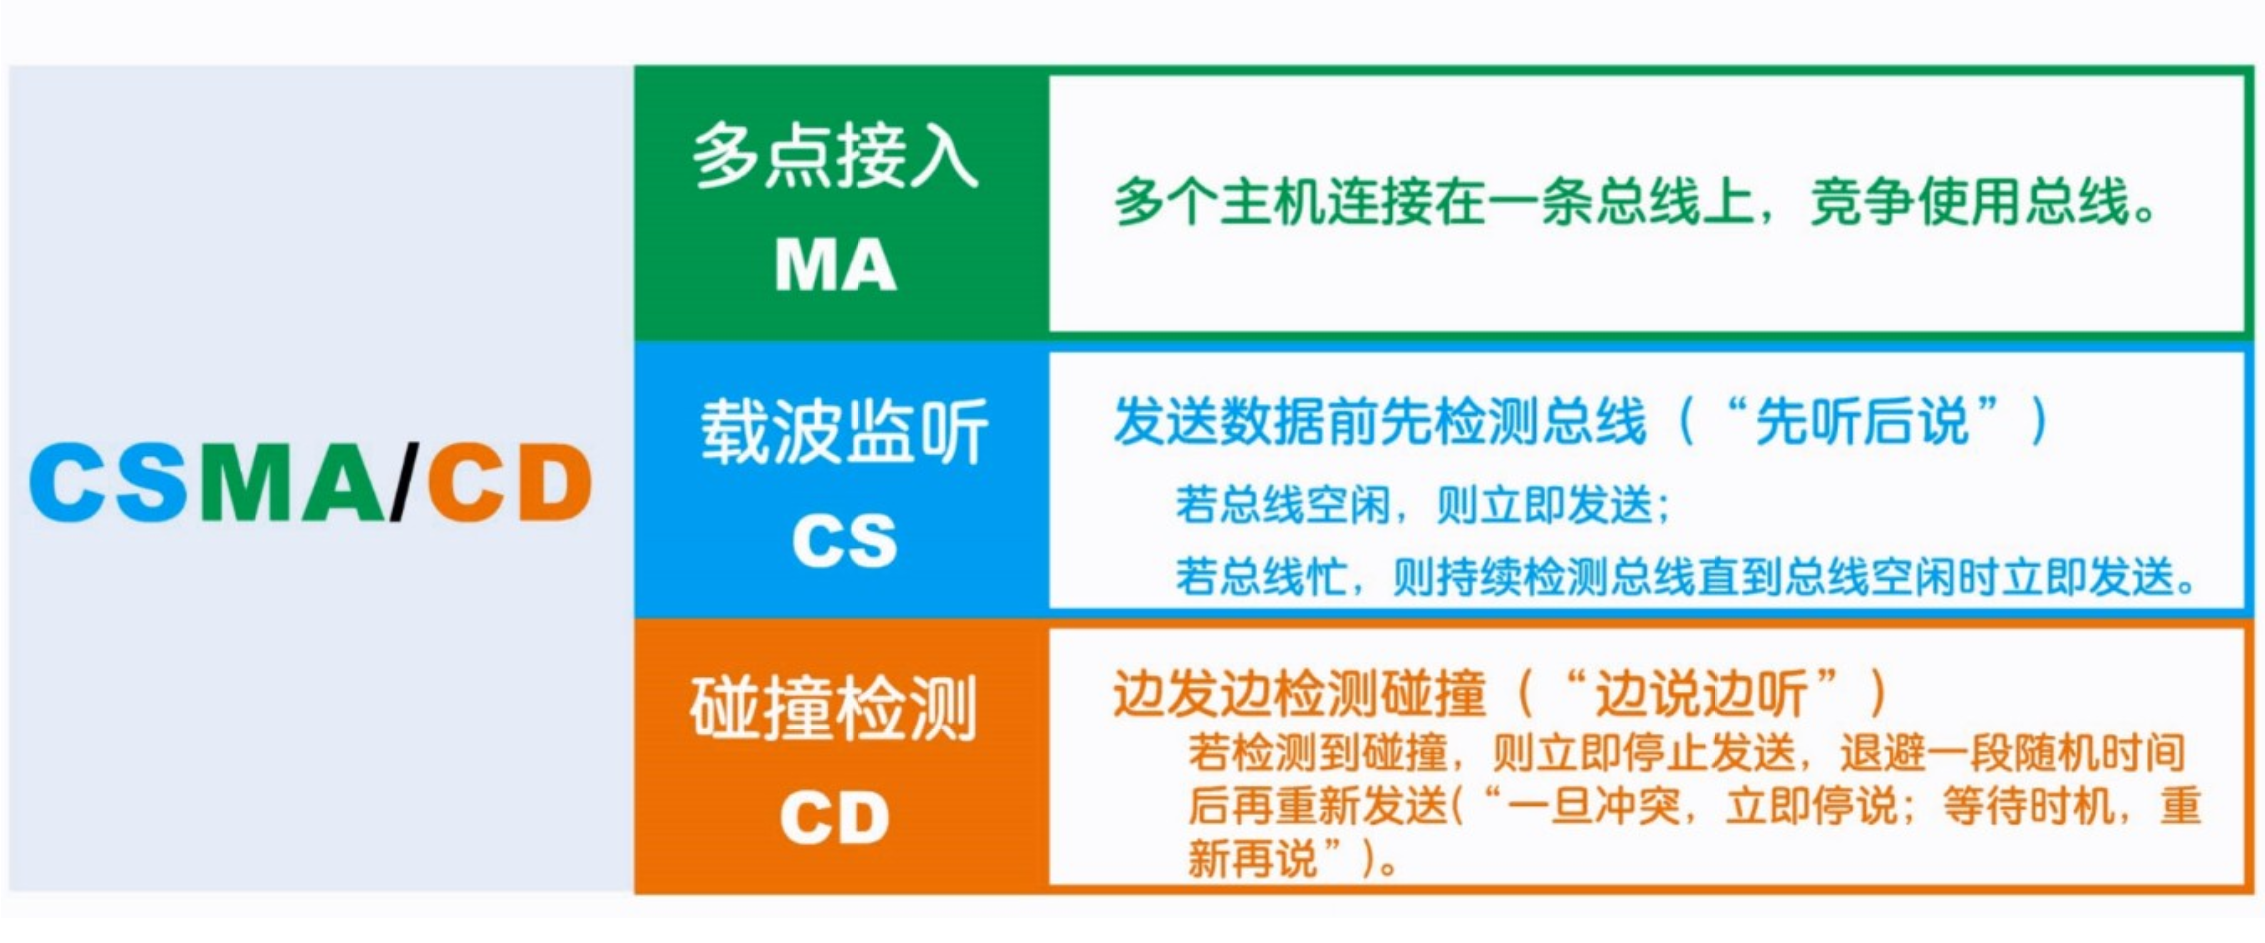 CSMA/CD
多点接入
MA
多个主机连接在一条总线上，竞争使用总线。
载波监听
CS
发送数据前先检测总线（“先听后说”）
若总线空闲，则立即发送；
若总线忙，则持续检测总线直到总线空闲时立即发送。
碰撞检测
CD
边发边检测碰撞（“边说边听”）
若检测到碰撞，则立即停止发送，退避一段随机时间
后再重新发送(“一旦冲突，立即停说；等待时机，重
新再说”)。